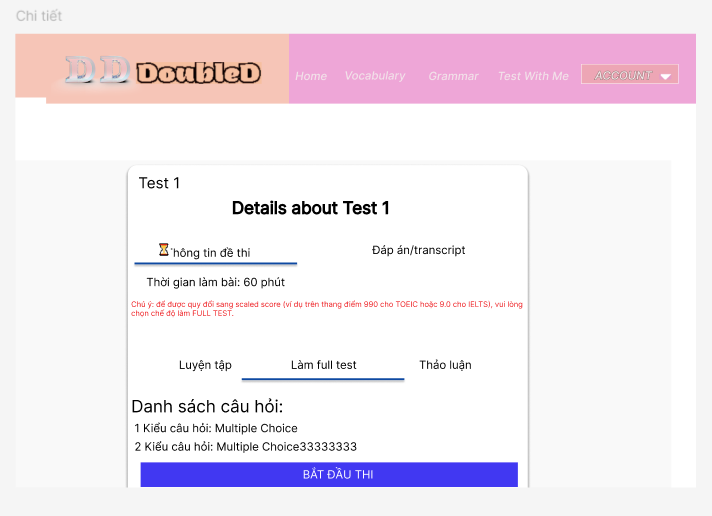 Chi tiết
DD DoubleD
Home Vocabulary Grammar Test With Me ACCOUNT
Test 1
Details about Test 1
hông tin đề thi Đáp án/transcript
Thời gian làm bài: 60 phút
Chú ý: để được quy đổi sang scaled score (ví dụ trên thang điểm 990 cho TOEIC hoặc 9.0 cho IELTS), vui lòng
chọn chế độ làm FULL TEST.
Luyện tập Làm full test Thảo luận
Danh sách câu hỏi:
1 Kiểu câu hỏi: Multiple Choice
2 Kiểu câu hỏi: Multiple Choice33333333
BẮT ĐẦU THI